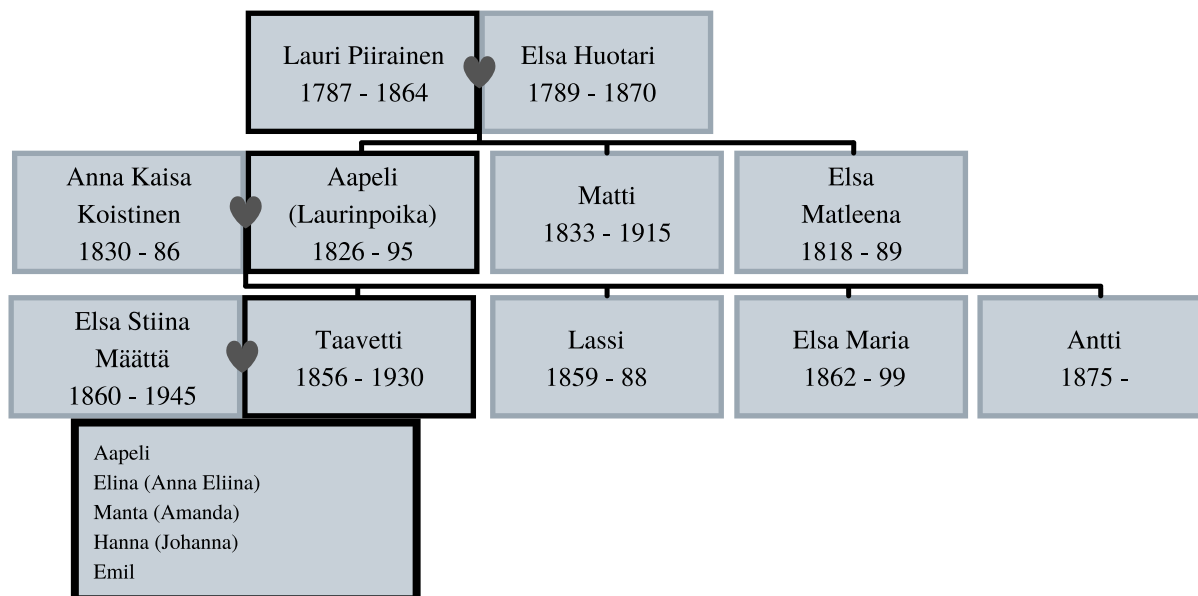 Lauri Piirainen
1787 - 1864
Elsa Huotari
1789 - 1870
Anna Kaisa
Koistinen
1830 - 86
Aapeli
(Laurinpoika)
1826 - 95
Matti
1833 - 1915
Elsa
Matleena
1818 - 89
Elsa Stiina
Määttä
1860 - 1945
Taavetti
1856 - 1930
Lassi
1859 - 88
Elsa Maria
1862 - 99
Antti
1875 -
Aapeli
Elina (Anna Eliina)
Manta (Amanda)
Hanna (Johanna)
Emil